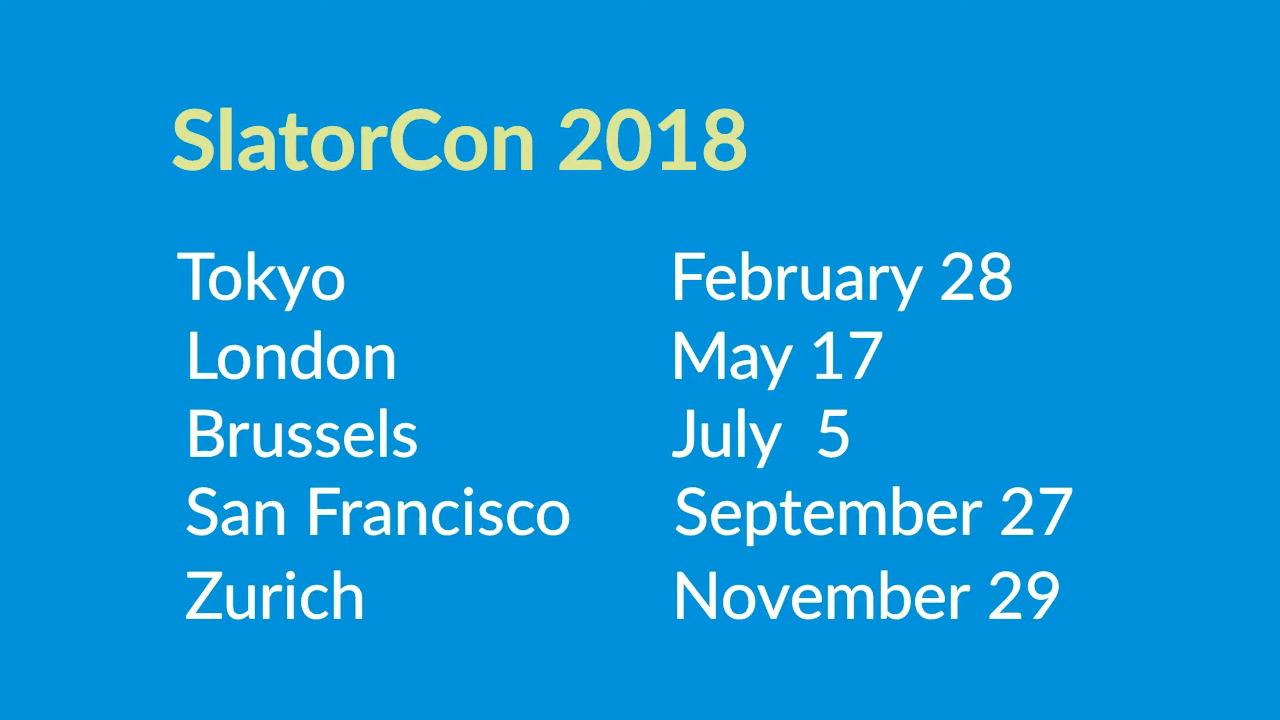 SlatorCon 2018
Tokyo February 28
London May 17
Brussels July 5
San Francisco September 27
Zurich November 29